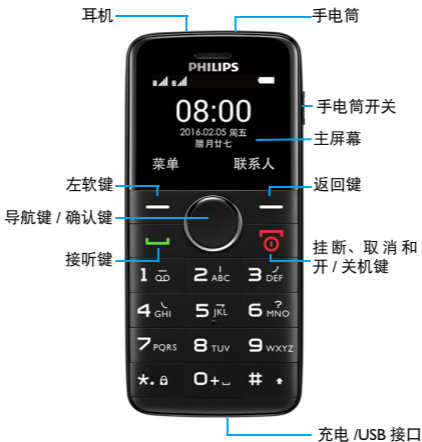 耳机
手电筒
PHILIPS
08:00
2016.02.05 周五
腊月廿七
菜单 联系人
手电筒开关
主屏幕
左软键
返回键
导航键 / 确认键
接听键
挂断、取消和
开 / 关机键
1 2 ABC 3 DEF
4 GHI 5 JKL 6 MNO
7 PQRS 8 TUV 9 WXYZ
*. 0+ #
充电 /USB 接口